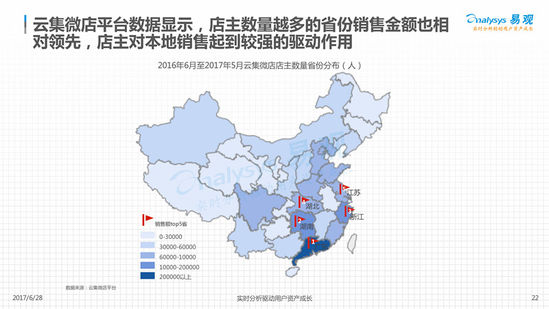 云集微店平台数据显示，店主数量越多的省份销售金额也相
对领先，店主对本地销售起到较强的驱动作用
nalysys 易观
实时分析驱动用户资产成长
2016年6月至2017年5月云集微店店主数量省份分布（人）
江苏
湖北
浙江
湖南
销售额top5省
0-30000
30000-60000
60000-10000
10000-200000
200000以上
数据来源：云集微店平台
2017/6/28
实时分析驱动用户资产成长
22